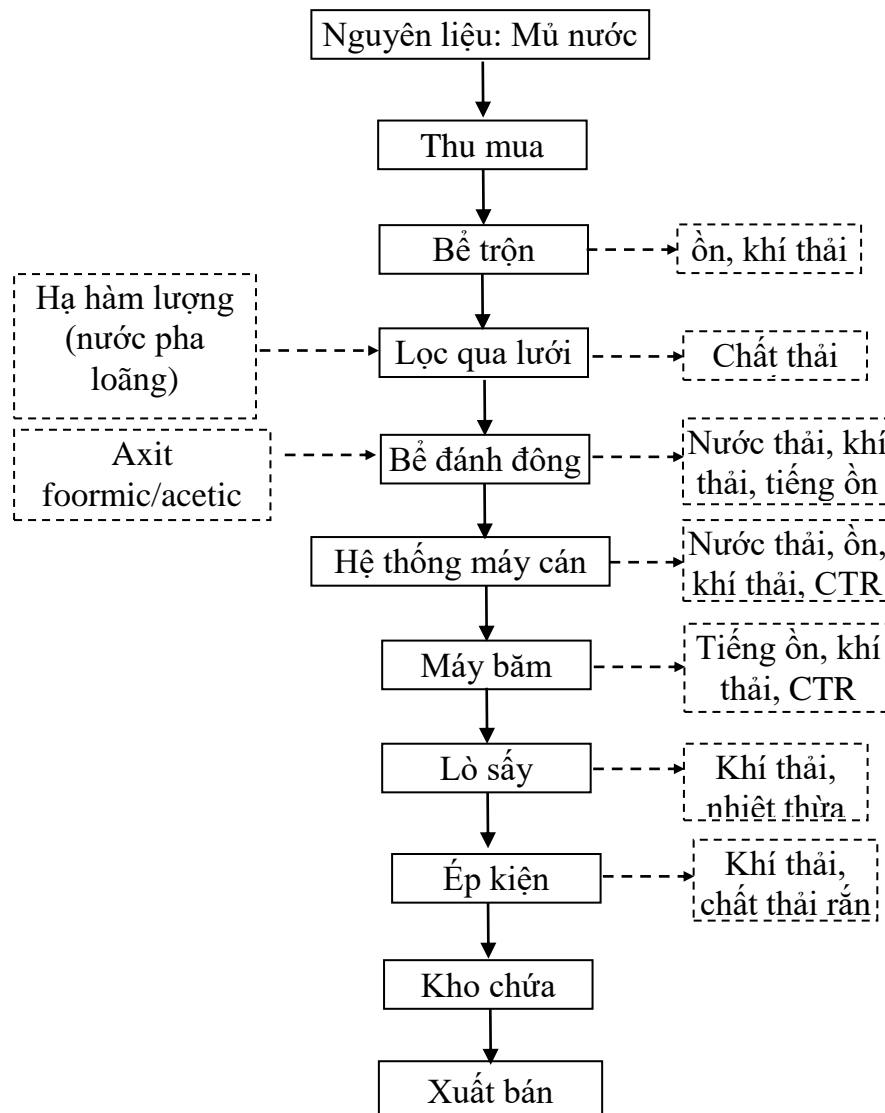 Nguyên liệu: Mủ nước
Thu mua
Bể trộn
ồn, khí thải
Hạ hàm lượng
(nước pha
loãng)
Lọc qua lưới
Chất thải
Axit
foormic/acetic
Bể đánh đông
Nước thải, khí
thải, tiếng ồn
Hệ thống máy cán
Nước thải, ồn,
khí thải, CTR
Máy băm
Tiếng ồn, khí
thải, CTR
Lò sấy
Khí thải,
nhiệt thừa
Ép kiện
Khí thải,
chất thải rắn
Kho chứa
Xuất bán